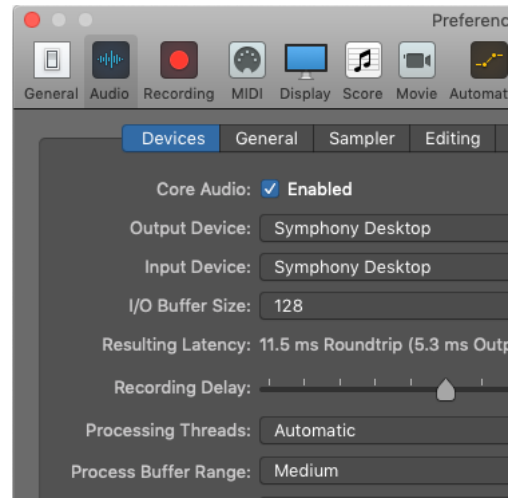 Preferenc
General Audio Recording MIDI Display Score Movie Automat
Devices General Sampler Editing
Core Audio: Enabled
Output Device: Symphony Desktop
Input Device: Symphony Desktop
I/O Buffer Size: 128
Resulting Latency: 11.5 ms Roundtrip (5.3 ms Outp
Recording Delay:
Processing Threads: Automatic
Process Buffer Range: Medium